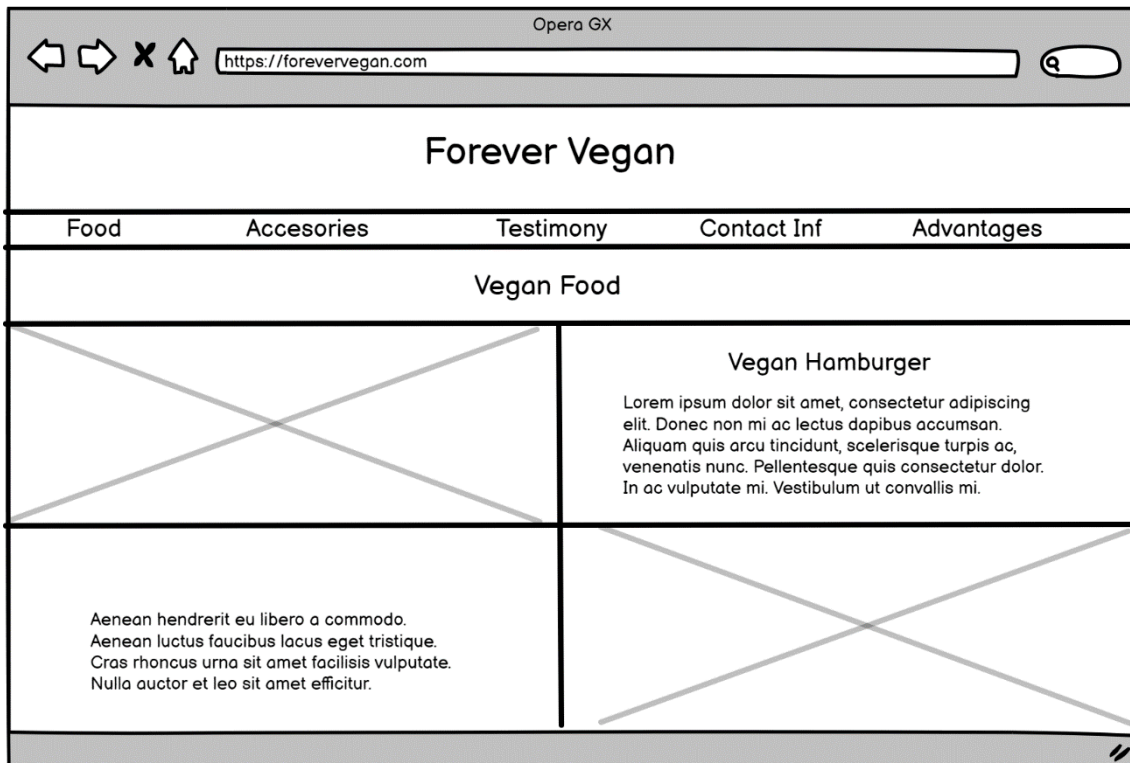 Opera GX
https://forevervegan.com
Forever Vegan
Food Accesories Testimony Contact Inf Advantages
Vegan Food
Vegan Hamburger
Lorem ipsum dolor sit amet, consectetur adipiscing
elit. Donec non mi ac lectus dapibus accumsan.
Aliquam quis arcu tincidunt, scelerisque turpis ac,
venenatis nunc. Pellentesque quis consectetur dolor.
In ac vulputate mi. Vestibulum ut convallis mi.
Aenean hendrerit eu libero a commodo.
Aenean luctus faucibus lacus eget tristique.
Cras rhoncus urna sit amet facilisis vulputate.
Nulla auctor et leo sit amet efficitur.